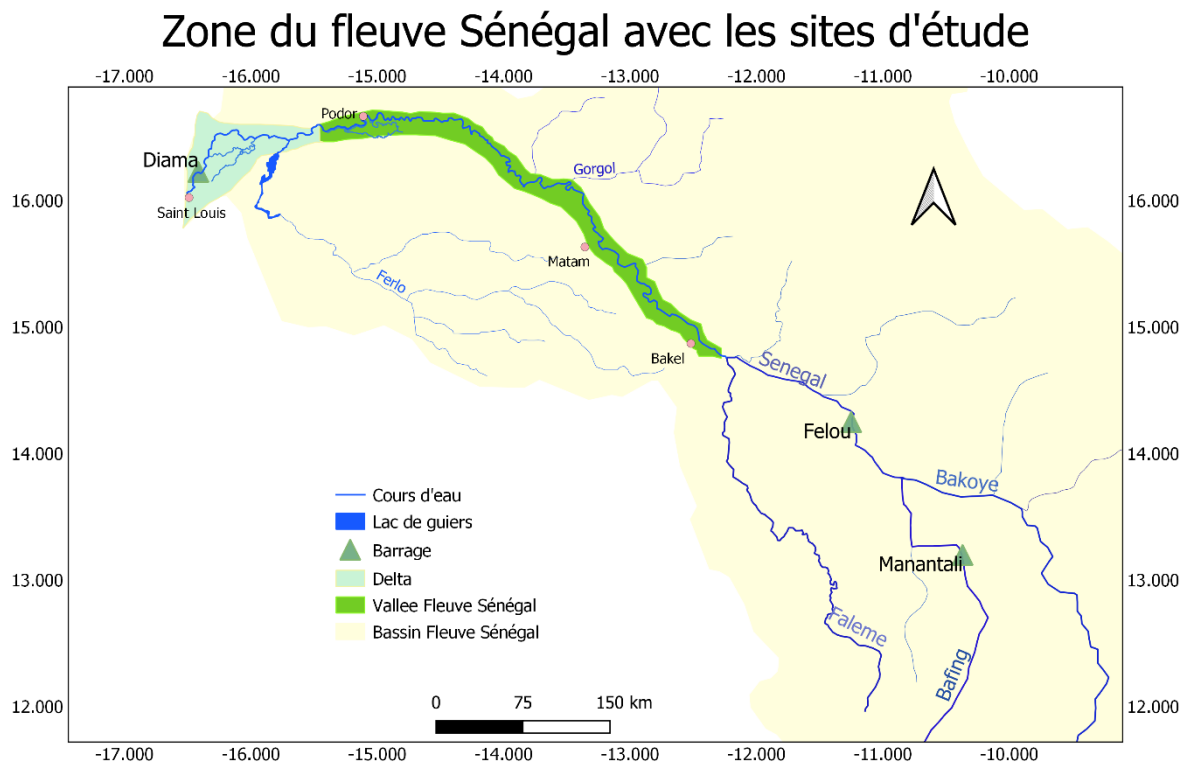 Zone du fleuve Sénégal avec les sites d'étude
-17.000 -16.000 -15.000 -14.000 -13.000 -12.000 -11.000 -10.000
Podor
Diama
Gorgol
16.000 16.000
Saint Louis
Matam
Ferlo
15.000 15.000
Bakel
Senegal
Felou
14.000 14.000
Bakoye
Cours d'eau
Lac de guiers
Barrage
Manantali
Delta
13.000 13.000
Vallee Fleuve Sénégal
Bassin Fleuve Sénégal
Faleme
Bafing
0 75 150 km
12.000 12.000
-17.000 -16.000 -15.000 -14.000 -13.000 -12.000 -11.000 -10.000